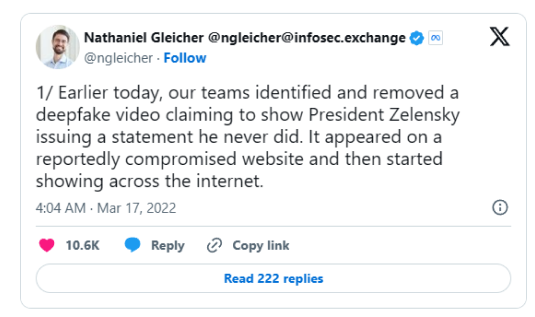 Nathaniel Gleicher @ngleicher@infosec.exchange
@ngleicher · Follow
1/ Earlier today, our teams identified and removed a
deepfake video claiming to show President Zelensky
issuing a statement he never did. It appeared on a
reportedly compromised website and then started
showing across the internet.
4:04 AM · Mar 17, 2022
10.6K Reply Copy link
Read 222 replies